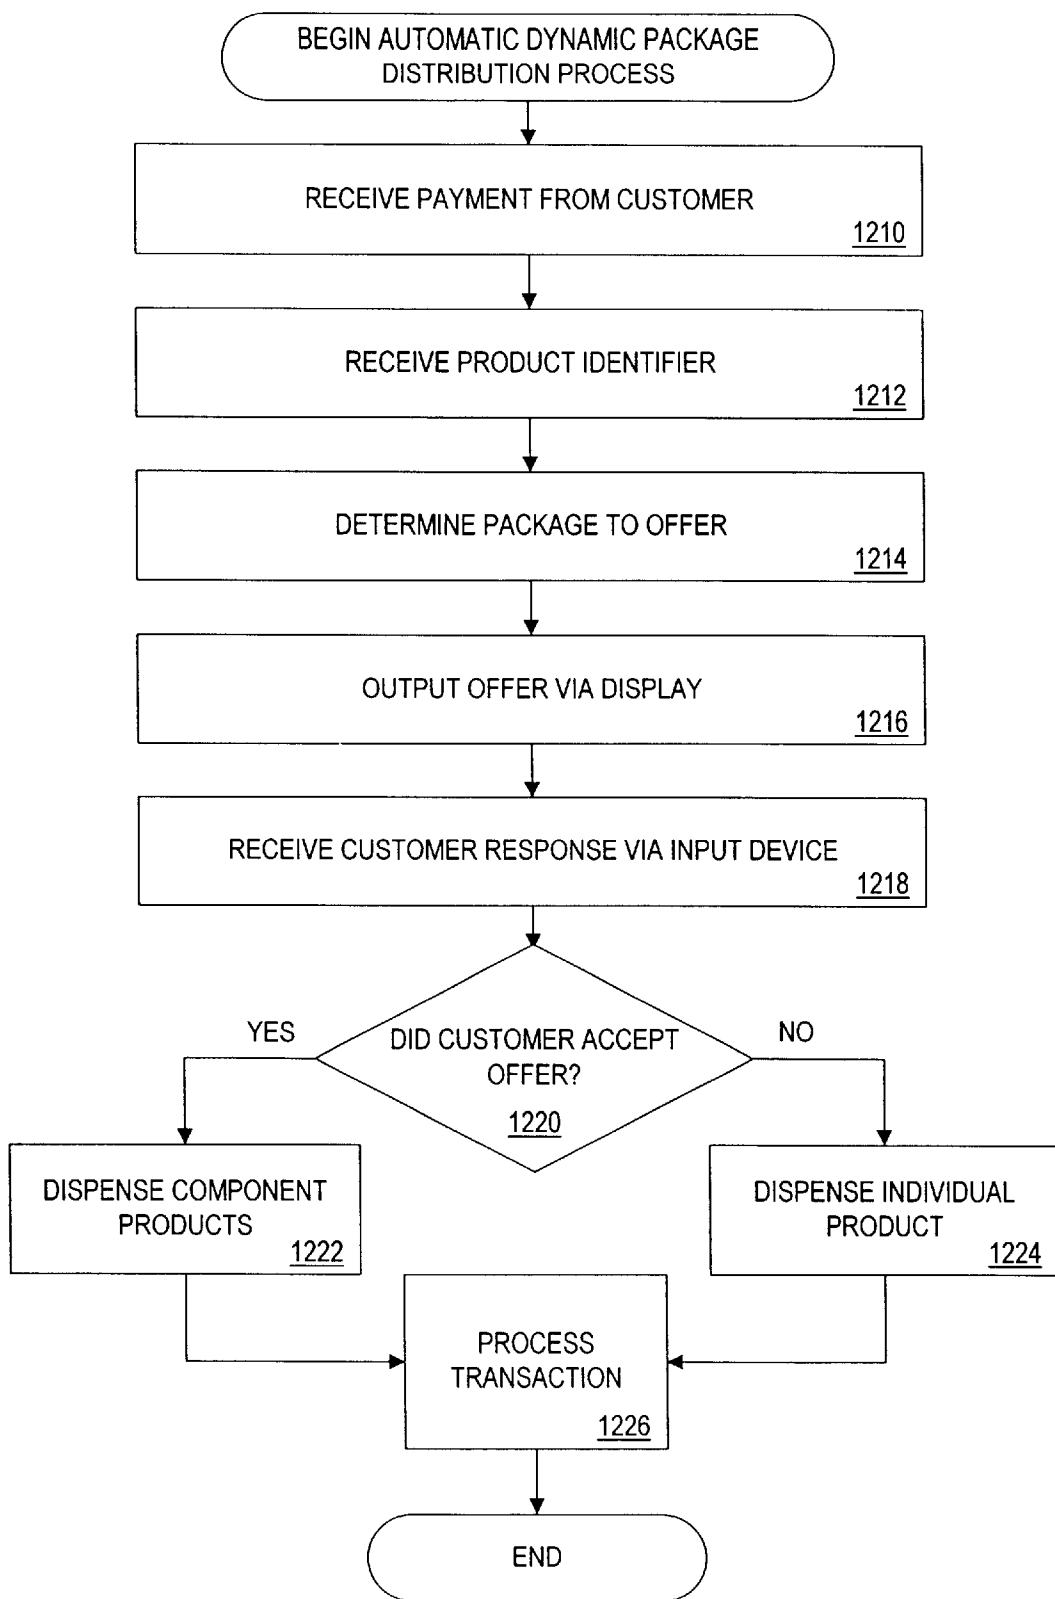 BEGIN AUTOMATIC DYNAMIC PACKAGE
DISTRIBUTION PROCESS
RECEIVE PAYMENT FROM CUSTOMER
1210
RECEIVE PRODUCT IDENTIFIER
1212
DETERMINE PACKAGE TO OFFER
1214
OUTPUT OFFER VIA DISPLAY
1216
RECEIVE CUSTOMER RESPONSE VIA INPUT DEVICE
1218
YES
NO
DID CUSTOMER ACCEPT
OFFER?
1220
DISPENSE COMPONENT
PRODUCTS
1222
DISPENSE INDIVIDUAL
PRODUCT
1224
PROCESS
TRANSACTION
1226
END